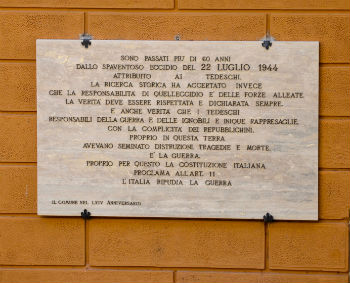 SONO PASSATI PIU' DI 60 ANNI
DALLO SPAVENTOSO ECCIDIO DEL 22 LUGLIO 1944
ATTRIBUITO AI TEDESCHI.
LA RICERCA STORICA HA ACCERTATO INVECE
CHE LA RESPONSABILITÀ DI QUELL'ECCIDIO È DELLE FORZE ALLEATE.
LA VERITÀ DEVE ESSERE RISPETTATA E DICHIARATA SEMPRE.
È ANCHE VERITÀ CHE I TEDESCHI
RESPONSABILI DELLA GUERRA E DELLE IGNOBILI E INIQUE RAPPRESAGLIE,
CON LA COMPLICITÀ DEI REPUBBLICHINI,
PROPRIO IN QUESTA TERRA
AVEVANO SEMINATO DISTRUZIONI, TRAGEDIE E MORTE.
E' LA GUERRA.
PROPRIO PER QUESTO LA COSTITUZIONE ITALIANA
PROCLAMA ALL'ART. 11
L'ITALIA RIPUDIA LA GUERRA
IL COMUNE NEL LXIV ANNIVERSARIO